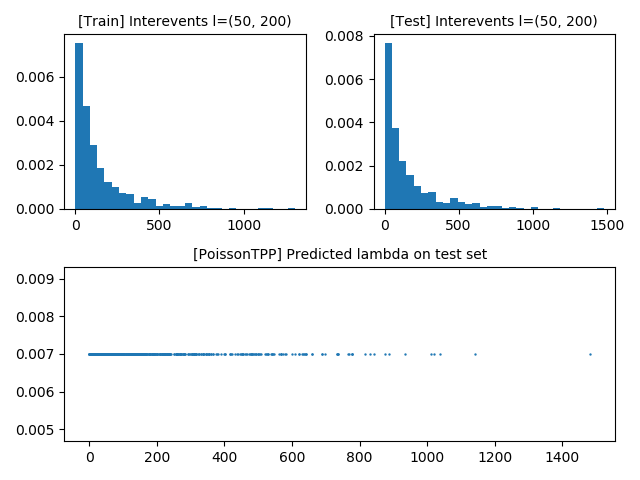 [Train] Interevents l=(50, 200)
0.006
0.004
0.002
0.000
0 500 1000
[Test] Interevents l=(50, 200)
0.008
0.006
0.004
0.002
0.000
0 500 1000 1500
[PoissonTPP] Predicted lambda on test set
0.009
0.008
0.007
0.006
0.005
0 200 400 600 800 1000 1200 1400